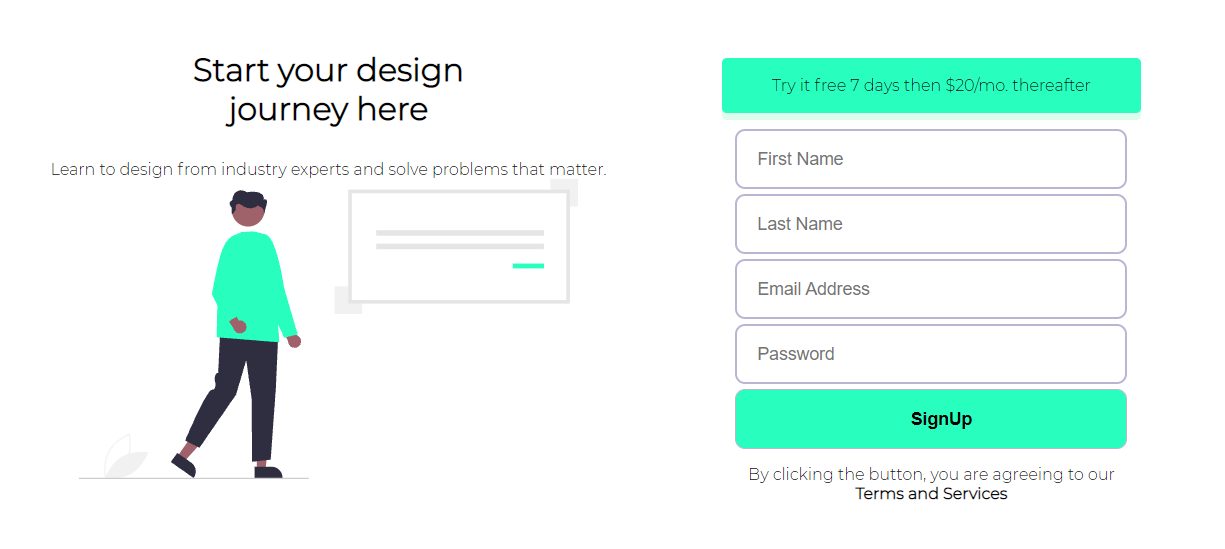 Start your design
journey here
Learn to design from industry experts and solve problems that matter.
Try it free 7 days then $20/mo. thereafter
First Name
Last Name
Email Address
Password
SignUp
By clicking the button, you are agreeing to our
Terms and Services